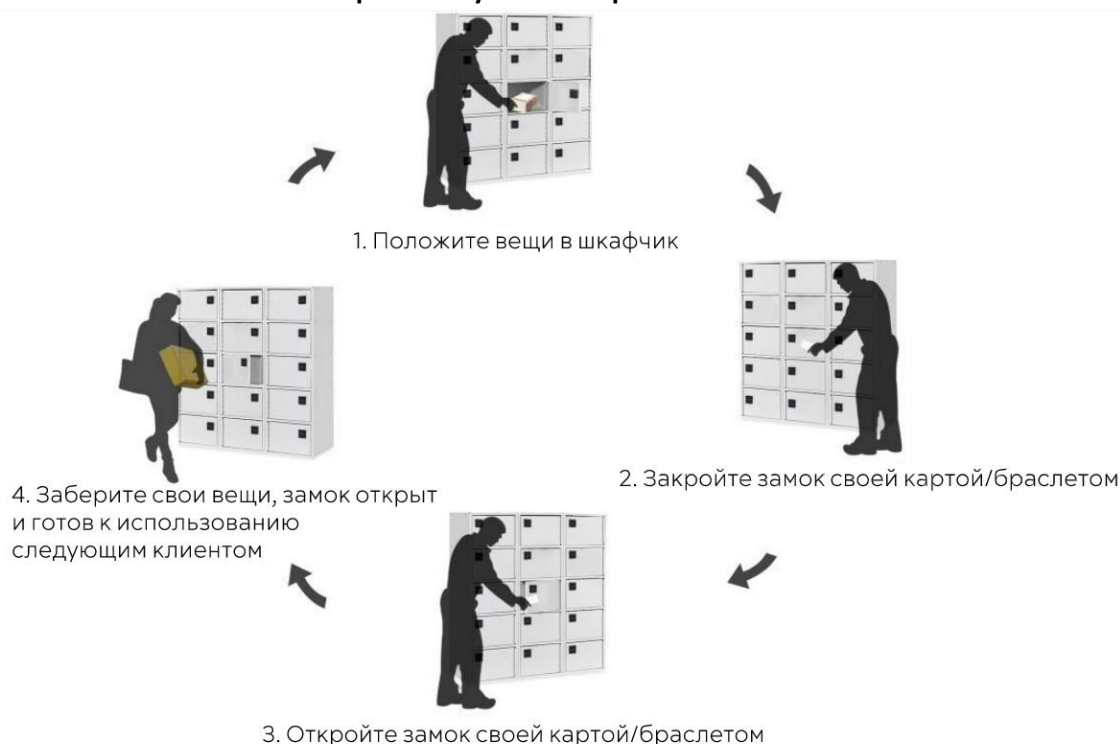 1. Положите вещи в шкафчик
2. Закройте замок своей картой/браслетом
3. Откройте замок своей картой/браслетом
4. Заберите свои вещи, замок открыт
и готов к использованию
следующим клиентом